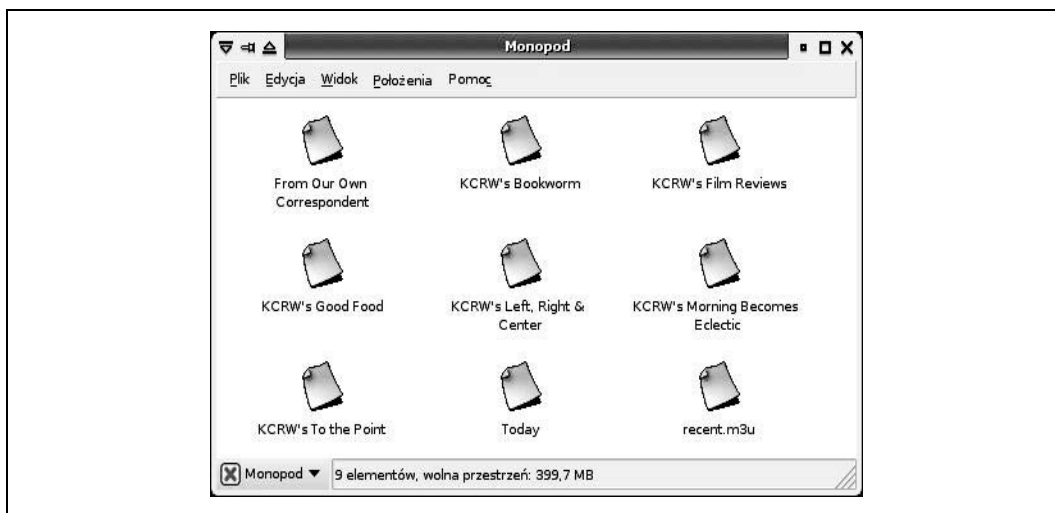 Monopod
Plik Edycja Widok Położenia Pomoc
From Our Own
Correspondent
KCRW's Bookworm
KCRW's Film Reviews
KCRW's Good Food
KCRW's Left, Right &
Center
KCRW's Morning Becomes
Eclectic
KCRW's To the Point
Today
recent.m3u
Monopod
9 elementów, wolna przestrzeń: 399,7 MB